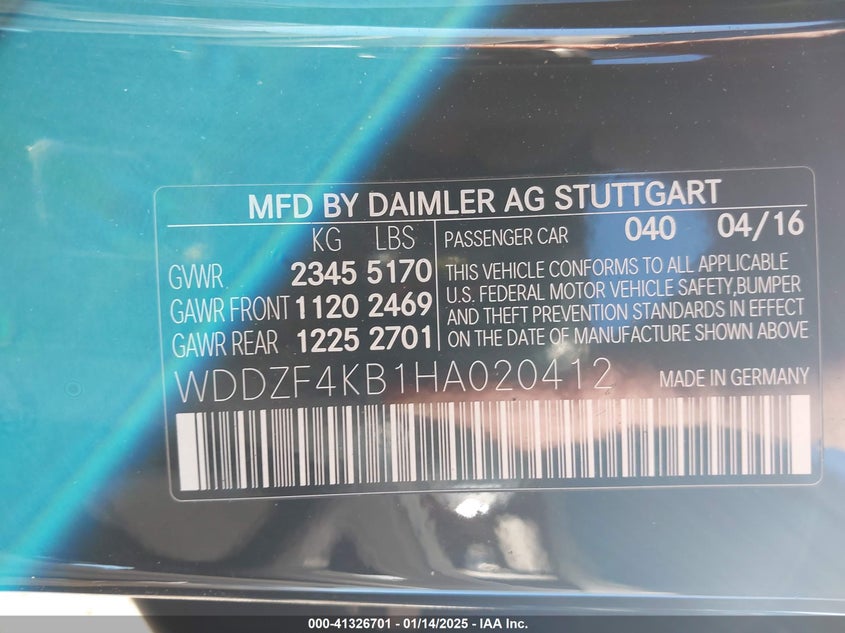 MFD BY DAIMLER AG STUTTGART
KG LBS
GVWR 2345 5170
GAWR FRONT 1120 2469
GAWR REAR 1225 2701
PASSENGER CAR 040 04/16
THIS VEHICLE CONFORMS TO ALL APPLICABLE
U.S. FEDERAL MOTOR VEHICLE SAFETY,BUMPER
AND THEFT PREVENTION STANDARDS IN EFFECT
ON THE DATE OF MANUFACTURE SHOWN ABOVE
WDDZF4KB1HA020412 MADE IN GERMANY
000-41326701 - 01/14/2025 - IAA Inc.